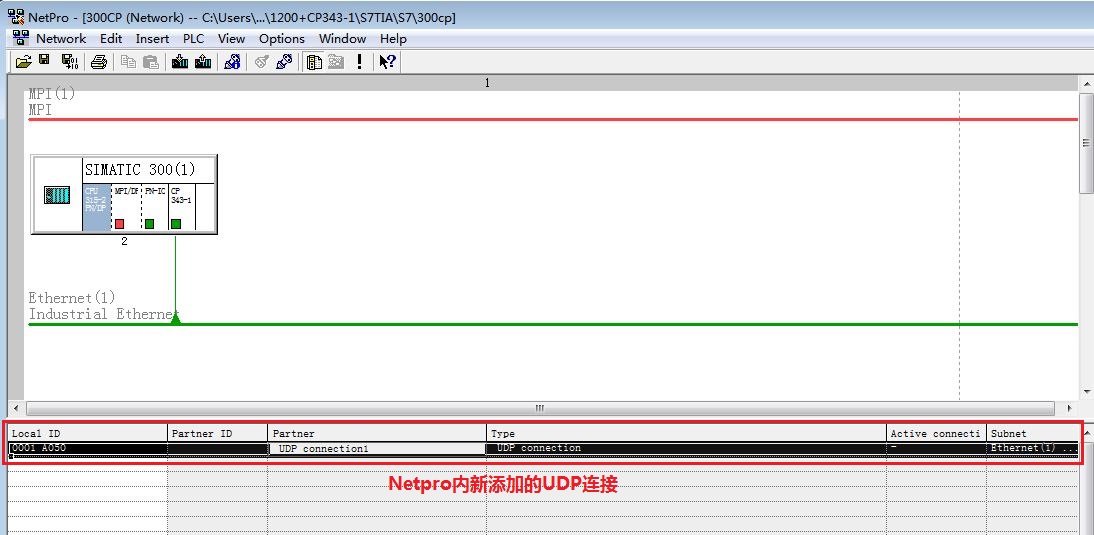 NetPro - [300CP (Network) -- C:\Users\...\1200+CP343-1\S7TIA\S7\300cp]
Network Edit Insert PLC View Options Window Help
1
MPI(1)
MPI
SIMATIC 300(1)
CPU 315-2 PN/DP
MPI/DP
PN-IO
CP 343-1
2
Ethernet(1)
Industrial Ethernet
Local ID Partner ID Partner Type Active connecti Subnet
0001 A050 UDP connection1 UDP connection - Ethernet(1) ...
Netpro内新添加的UDP连接